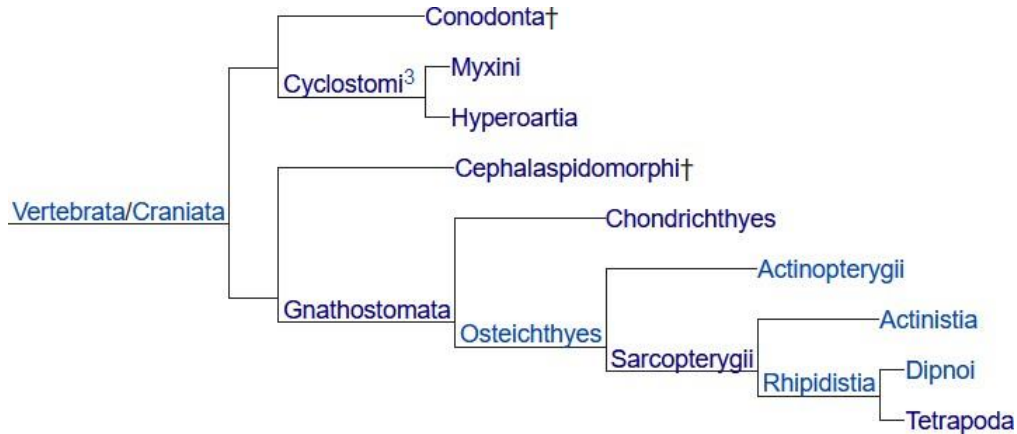 Conodonta†
Cyclostomi3
Myxini
Hyperoartia
Cephalaspidomorphi†
Vertebrata/Craniata
Chondrichthyes
Actinopterygii
Gnathostomata
Actinistia
Osteichthyes
Sarcopterygii
Dipnoi
Rhipidistia
Tetrapoda